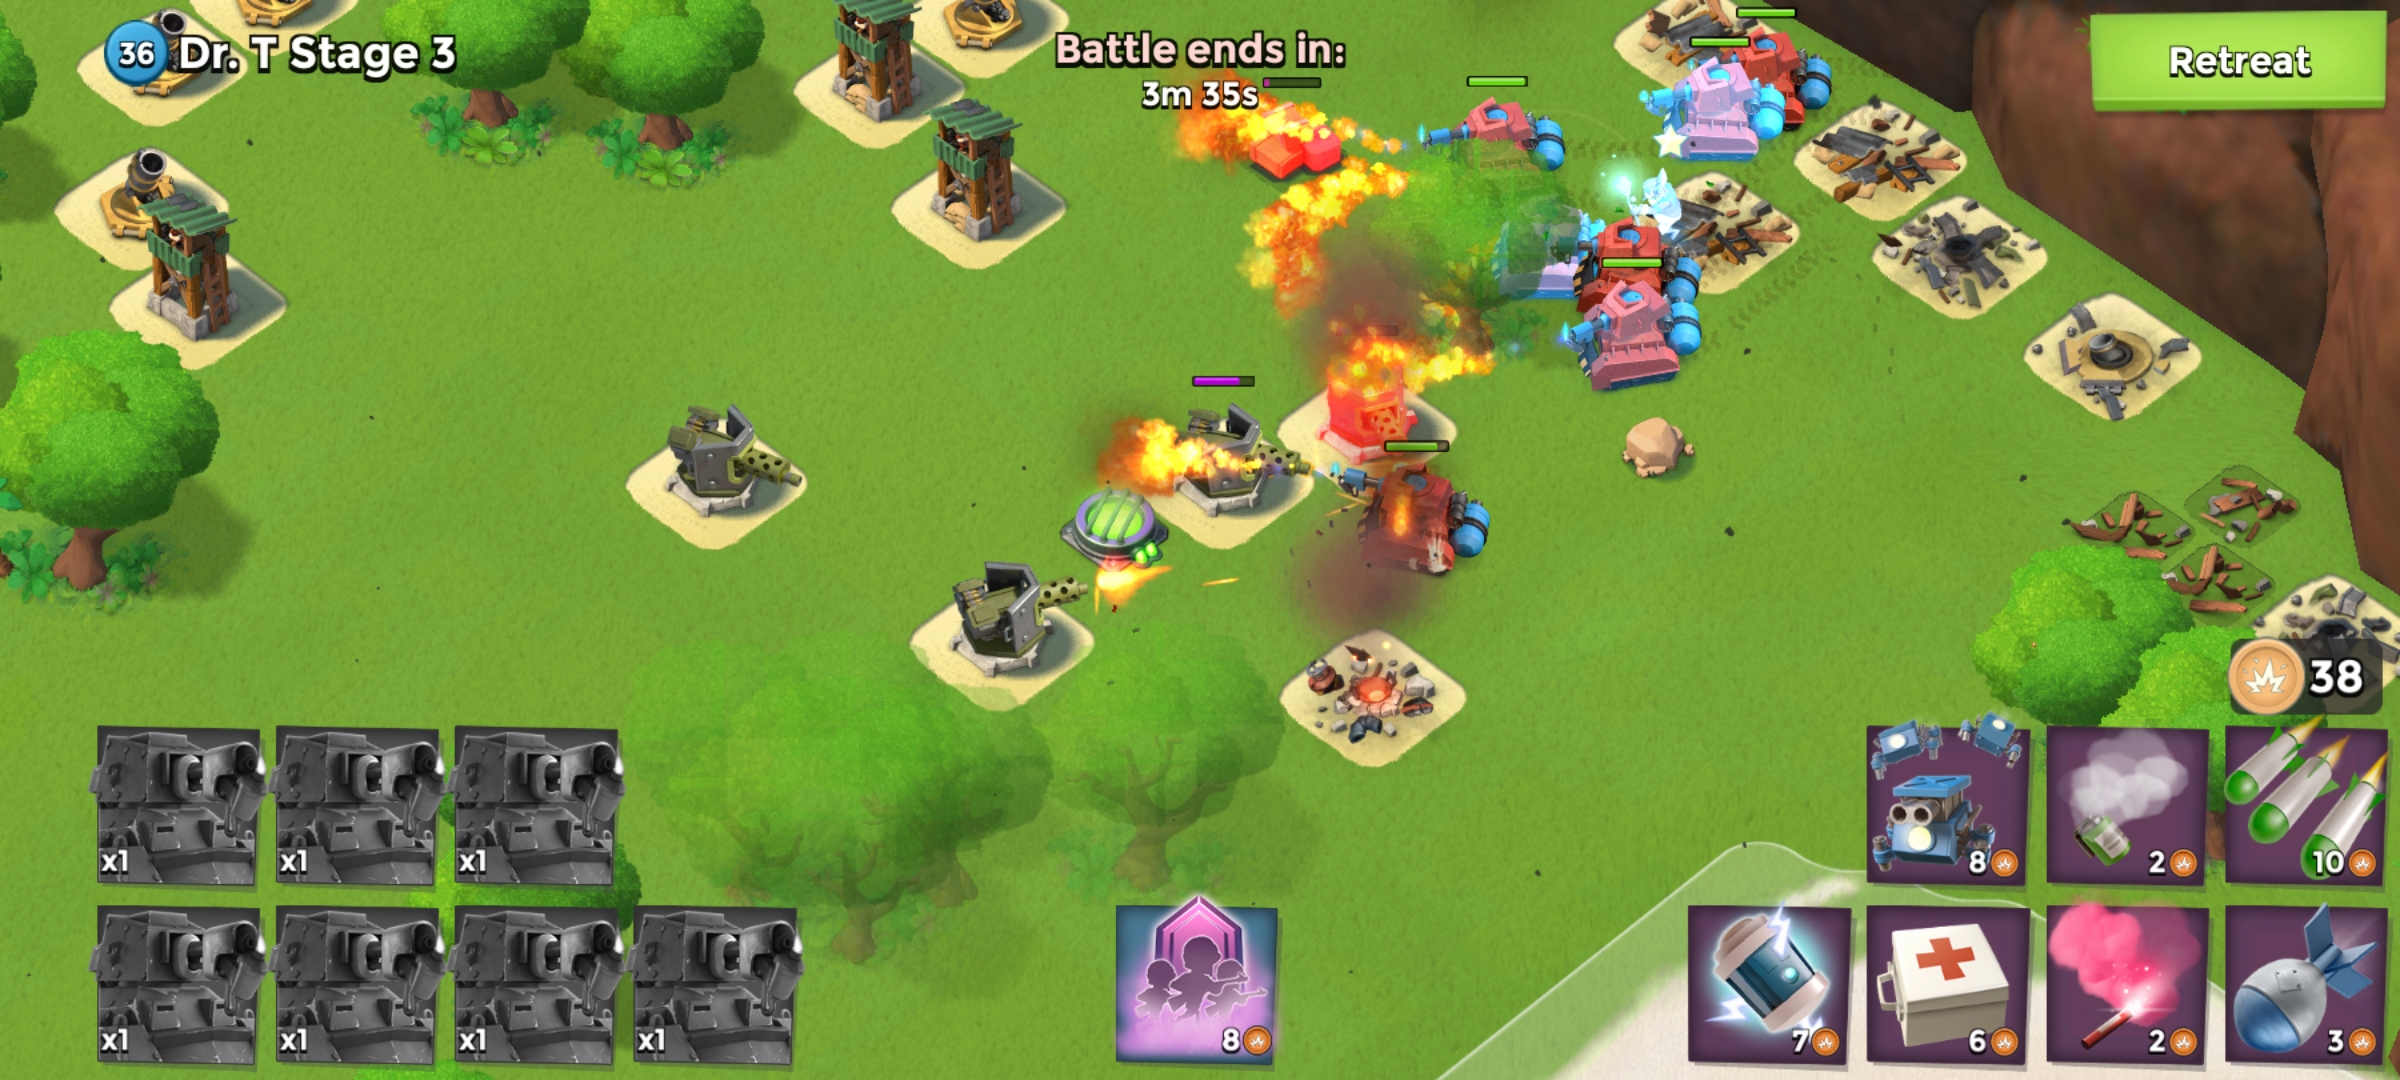 36 Dr. T Stage 3
Battle ends in:
3m 35s
Retreat
38
8
2
10
x1
x1
x1
x1
x1
x1
x1
8
7
6
2
3